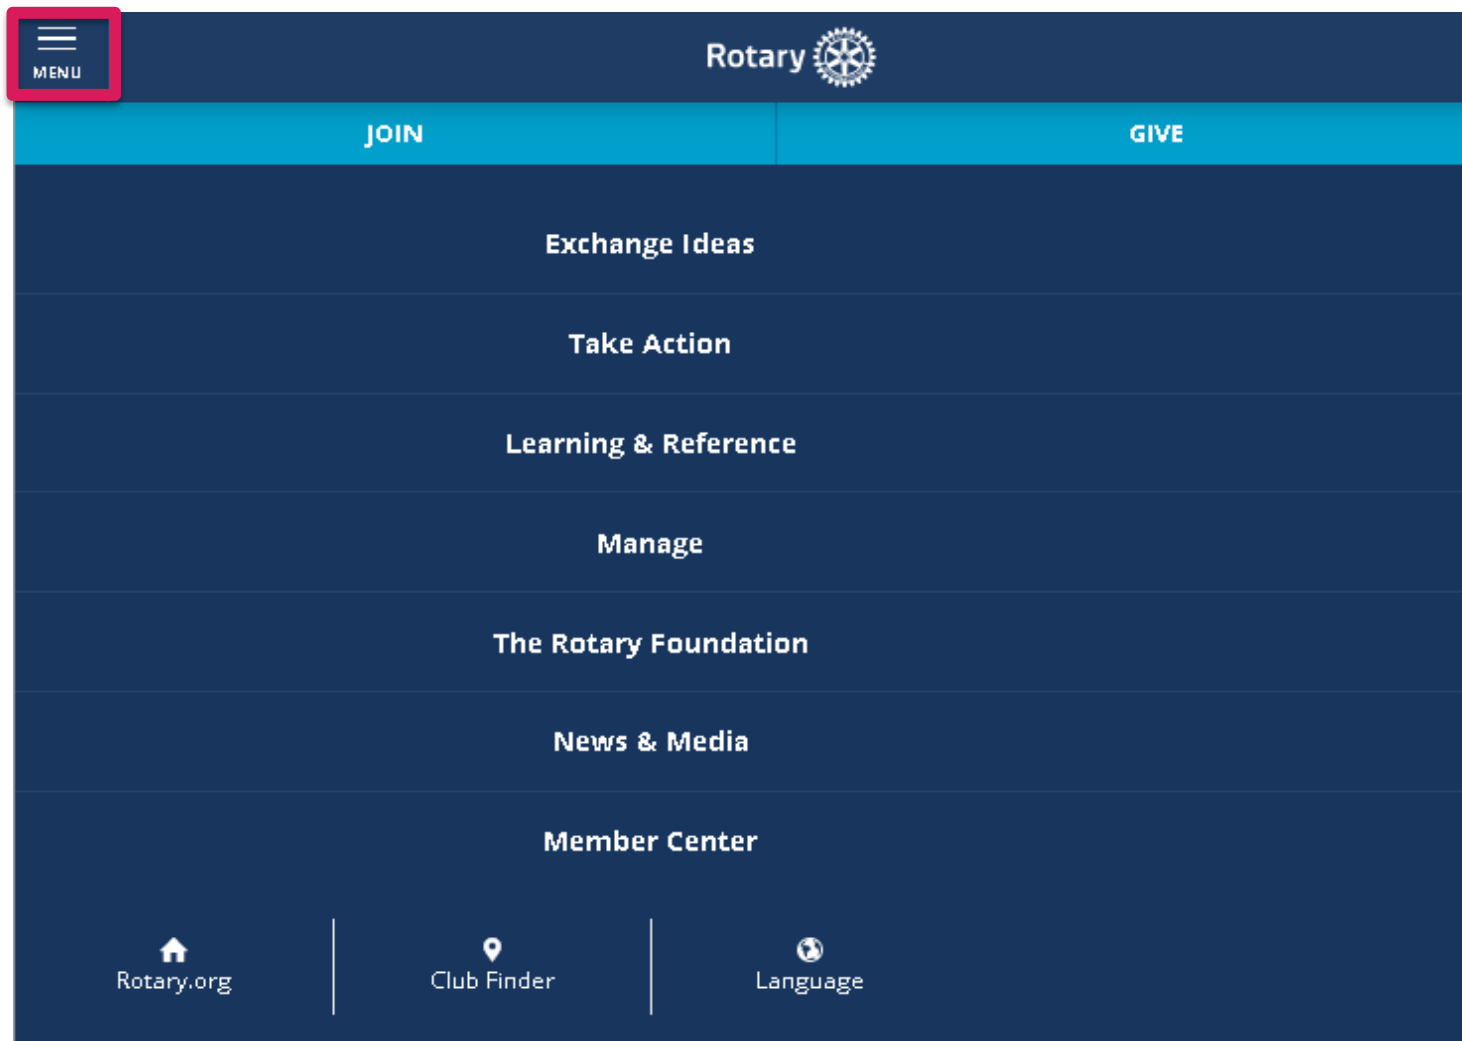 MENU
Rotary
JOIN
GIVE
Exchange Ideas
Take Action
Learning & Reference
Manage
The Rotary Foundation
News & Media
Member Center
Rotary.org
Club Finder
Language